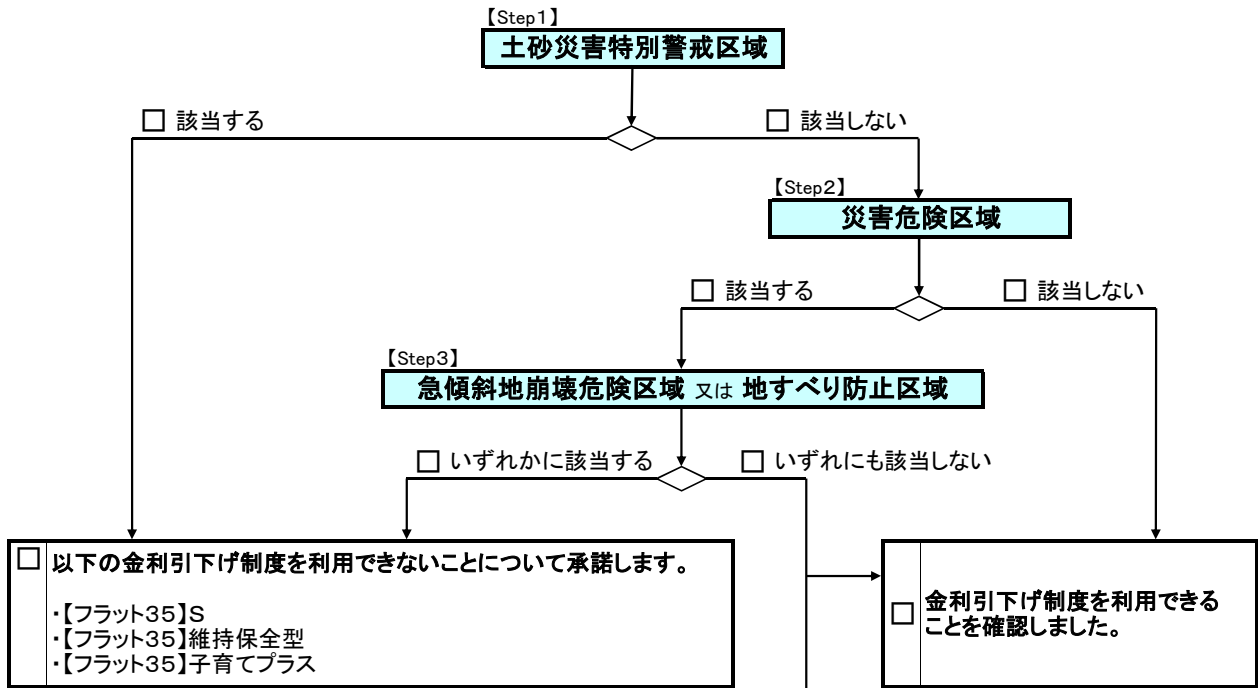 【Step1】
土砂災害特別警戒区域
□ 該当する
□ 該当しない
【Step2】
災害危険区域
□ 該当する
□ 該当しない
【Step3】
急傾斜地崩壊危険区域 又は 地すべり防止区域
□ いずれかに該当する
□ いずれにも該当しない
□ 以下の金利引下げ制度を利用できないことについて承諾します。
・【フラット35】S
・【フラット35】維持保全型
・【フラット35】子育てプラス
□ 金利引下げ制度を利用できる
ことを確認しました。